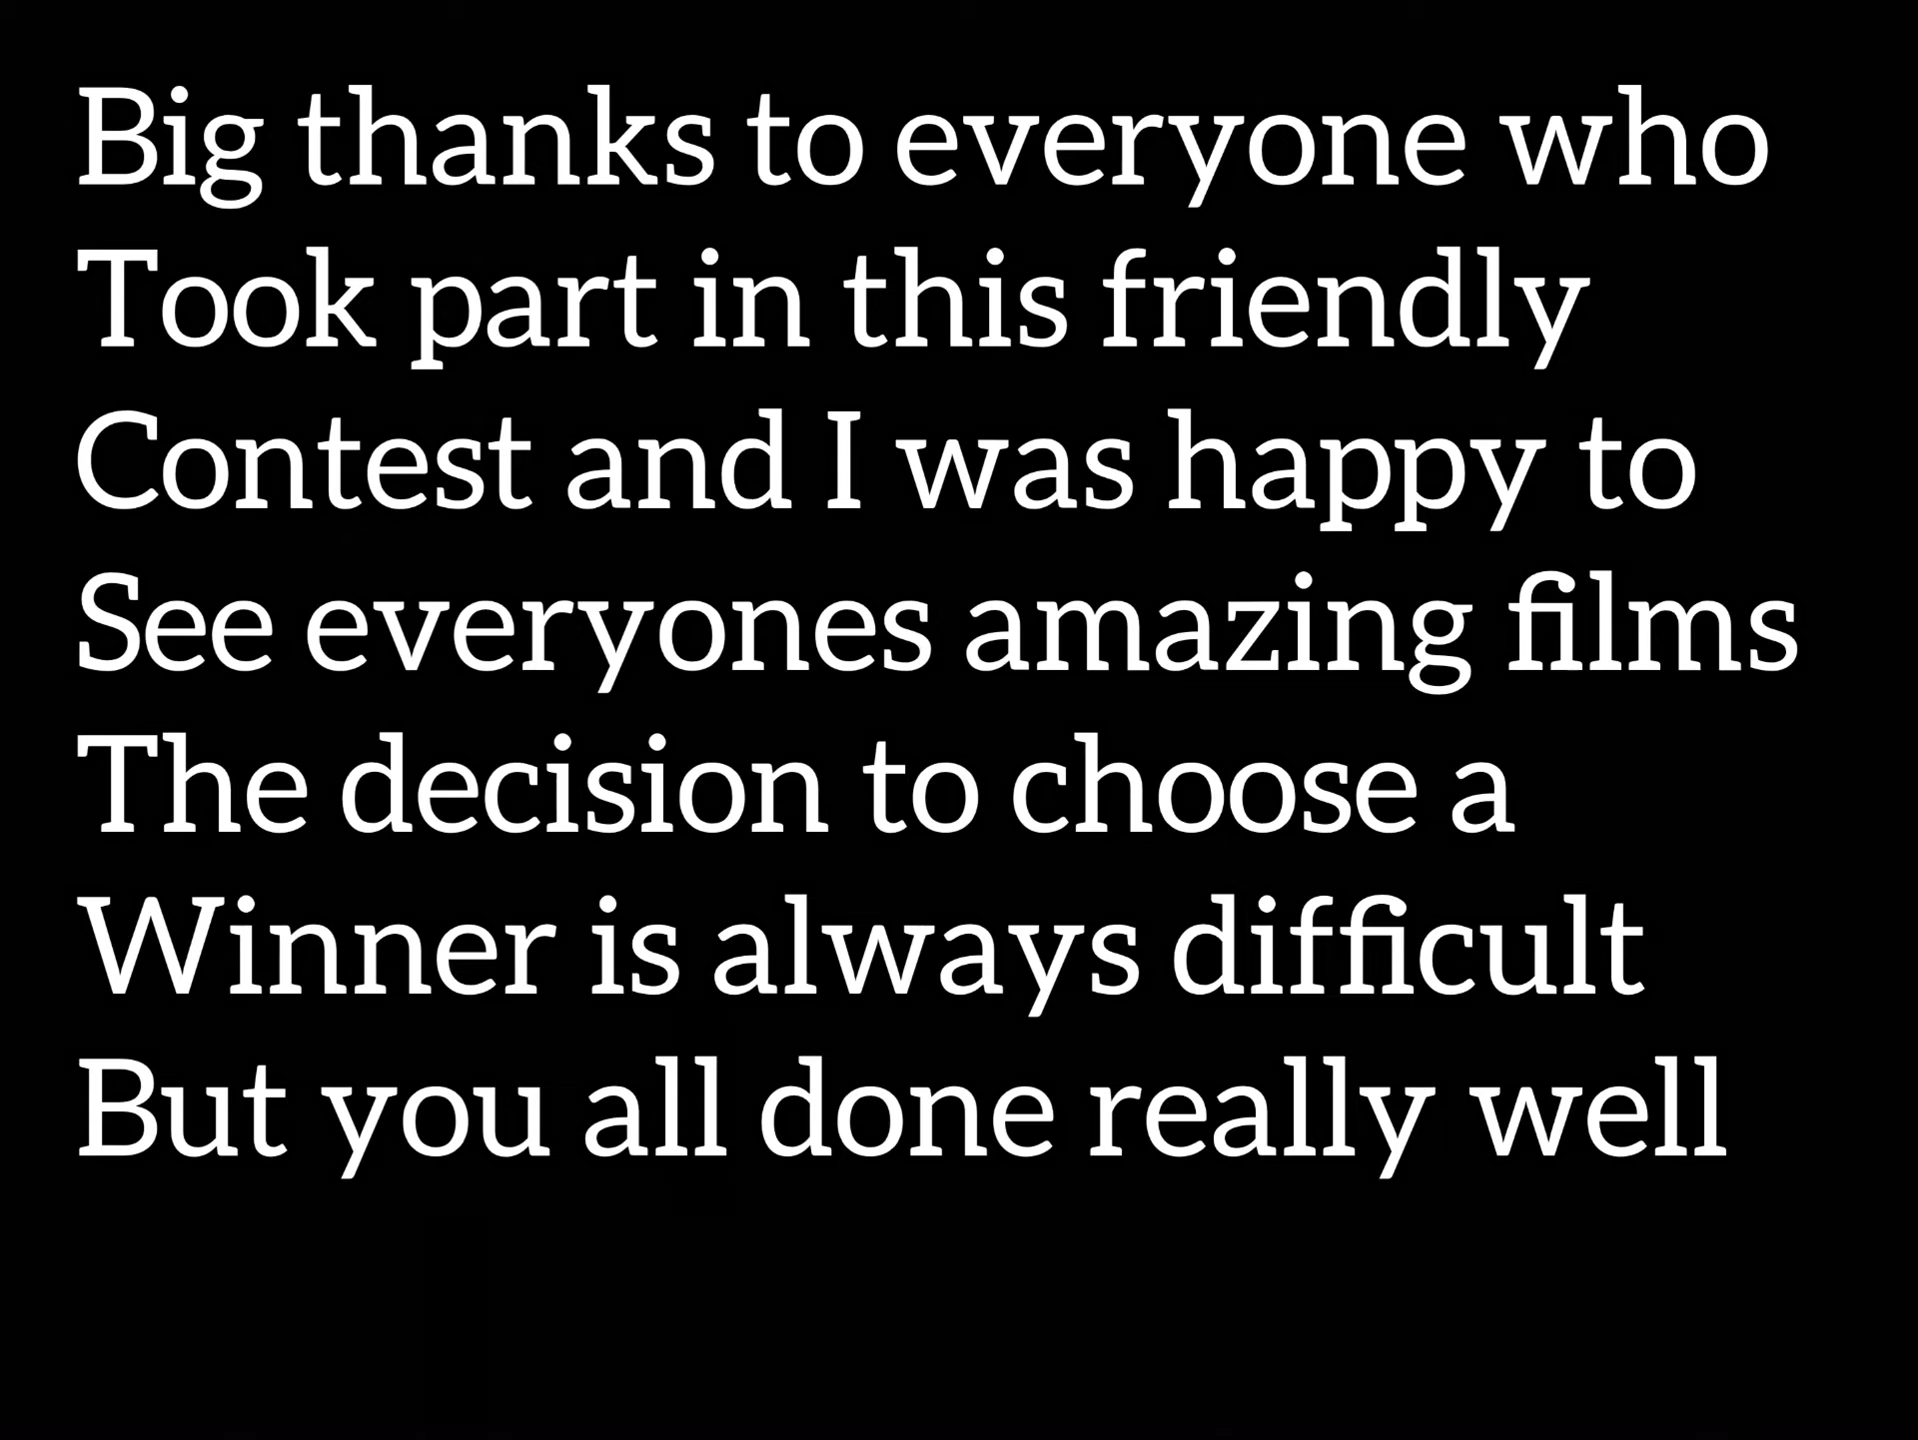 Big thanks to everyone who
Took part in this friendly
Contest and I was happy to
See everyones amazing films
The decision to choose a
Winner is always difficult
But you all done really well